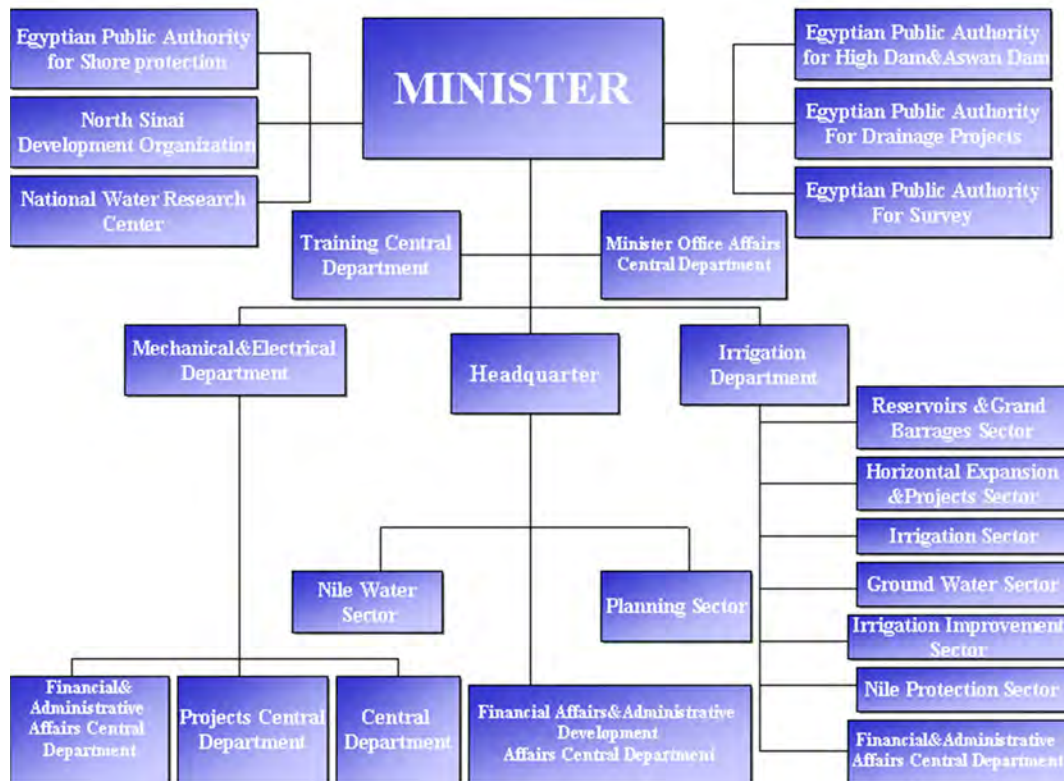 Egyptian Public Authority
for Shore protection
North Sinai
Development Organization
National Water Research
Center
MINISTER
Egyptian Public Authority
for High Dam&Aswan Dam
Egyptian Public Authority
For Drainage Projects
Egyptian Public Authority
For Survey
Training Central
Department
Minister Office Affairs
Central Department
Mechanical&Electrical
Department
Headquarter
Irrigation
Department
Reservoirs &Grand
Barrages Sector
Horizontal Expansion
&Projects Sector
Irrigation Sector
Ground Water Sector
Irrigation Improvement
Sector
Nile Protection Sector
Financial&Administrative
Affairs Central Department
Nile Water
Sector
Planning Sector
Financial&
Administrative
Affairs Central
Department
Projects Central
Department
Central
Department
Financial Affairs&Administrative
Development
Affairs Central Department